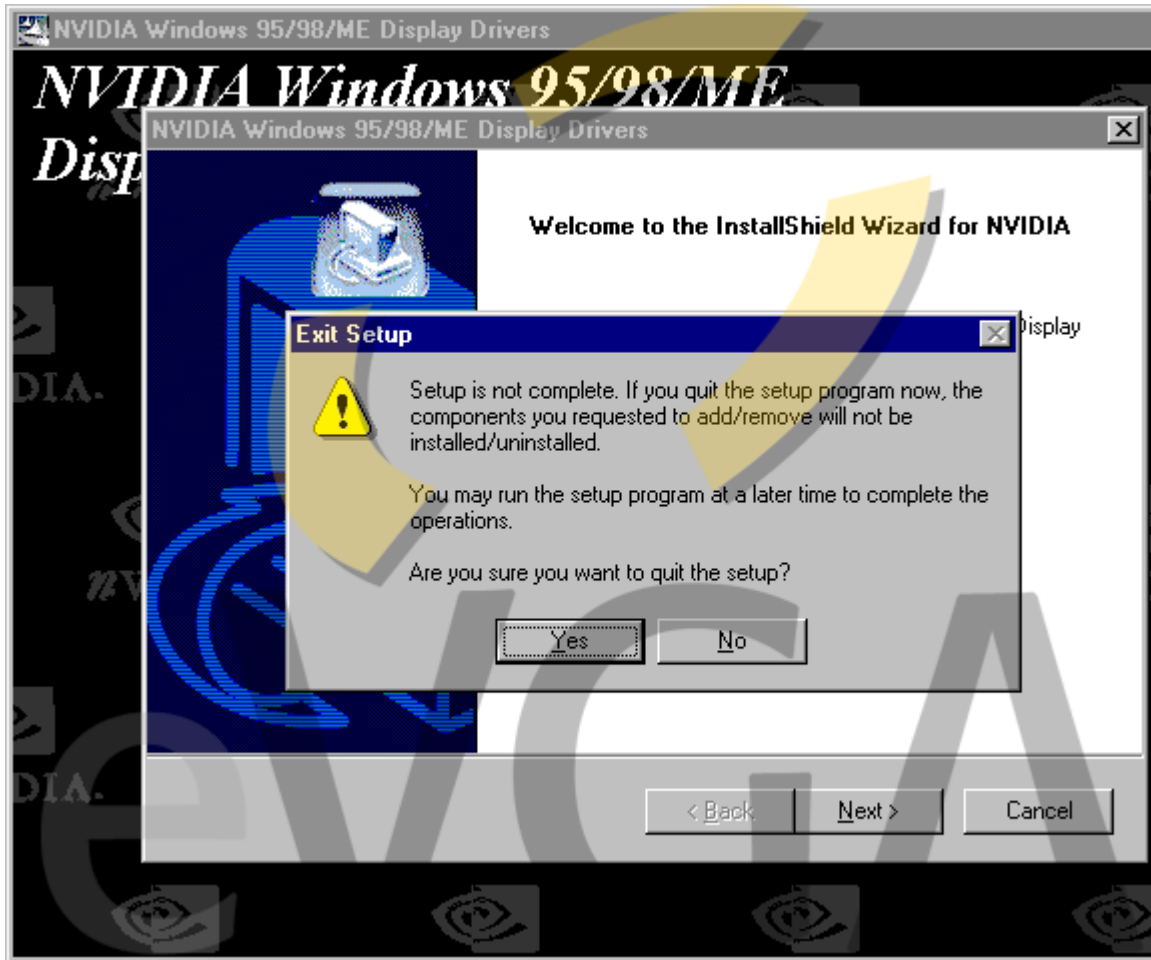 NVIDIA Windows 95/98/ME Display Drivers
NVIDIA Windows 95/98/ME
Disp
NVIDIA Windows 95/98/ME Display Drivers
Welcome to the InstallShield Wizard for NVIDIA
Display
Exit Setup
Setup is not complete. If you quit the setup program now, the
components you requested to add/remove will not be
installed/uninstalled.
You may run the setup program at a later time to complete the
operations.
Are you sure you want to quit the setup?
Yes
No
< Back
Next >
Cancel
DIA.
nV
DIA.
eVGA